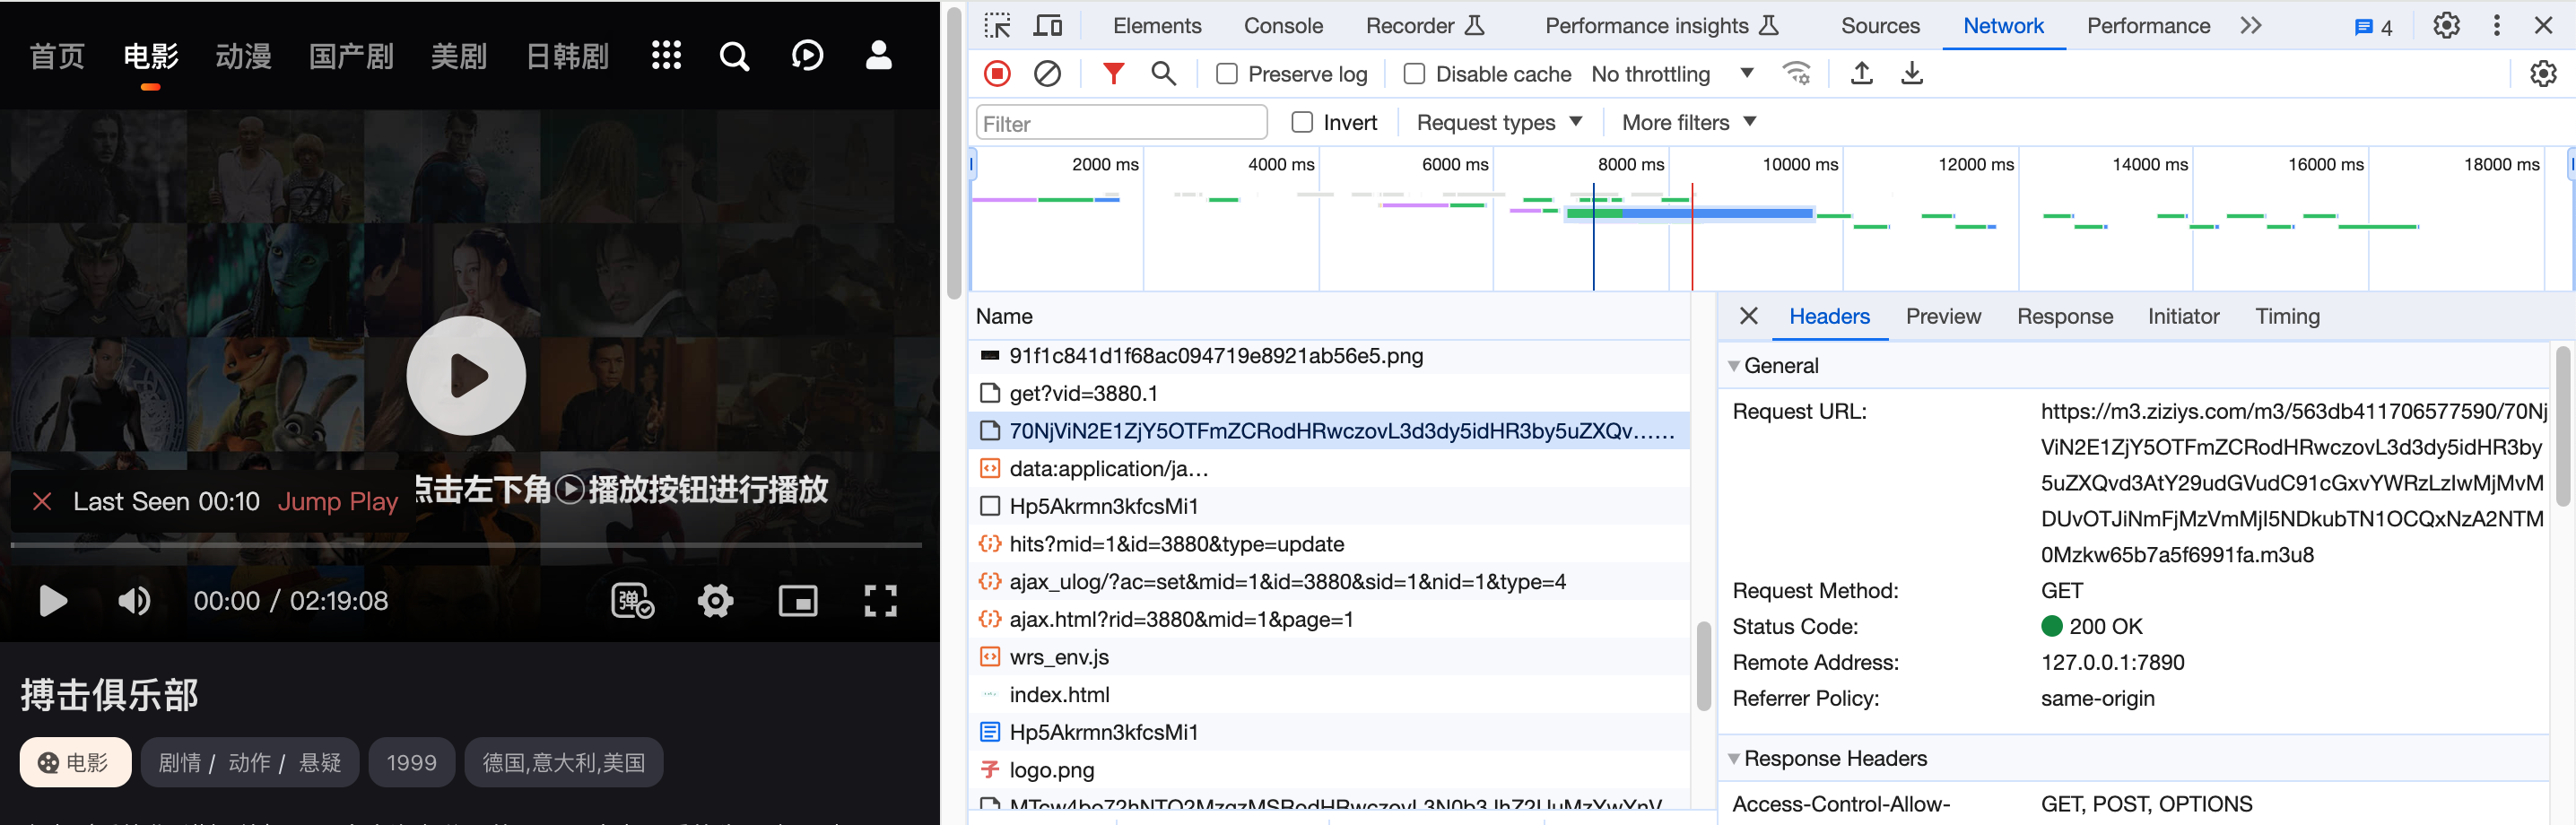 首页 电影 动漫 国产剧 美剧 日韩剧
Last Seen 00:10 Jump Play
点击左下角 播放按钮进行播放
00:00 / 02:19:08
弹
搏击俱乐部
电影 剧情 / 动作 / 悬疑 1999 德国,意大利,美国
Elements Console Recorder Performance insights Sources Network Performance 4
Preserve log Disable cache No throttling
Filter Invert Request types More filters
2000 ms 4000 ms 6000 ms 8000 ms 10000 ms 12000 ms 14000 ms 16000 ms 18000 ms
Name
91f1c841d1f68ac094719e8921ab56e5.png
get?vid=3880.1
70NjViN2E1ZjY5OTFmZCRodHRwczovL3d3dy5idHR3by5uZXQv……
data:application/ja…
Hp5Akrmn3kfcsMi1
hits?mid=1&id=3880&type=update
ajax_ulog/?ac=set&mid=1&id=3880&sid=1&nid=1&type=4
ajax.html?rid=3880&mid=1&page=1
wrs_env.js
index.html
Hp5Akrmn3kfcsMi1
子 logo.png
Headers Preview Response Initiator Timing
General
Request URL: https://m3.ziziys.com/m3/563db411706577590/70Nj
ViN2E1ZjY5OTFmZCRodHRwczovL3d3dy5idHR3by
5uZXQvd3AtY29udGVudC91cGxvYWRzLzIwMjMvM
DUvOTJiNmFjMzVmMjI5NDkubTN1OCQxNzA2NTM
0Mzkw65b7a5f6991fa.m3u8
Request Method: GET
Status Code: 200 OK
Remote Address: 127.0.0.1:7890
Referrer Policy: same-origin
Response Headers
Access-Control-Allow- GET, POST, OPTIONS